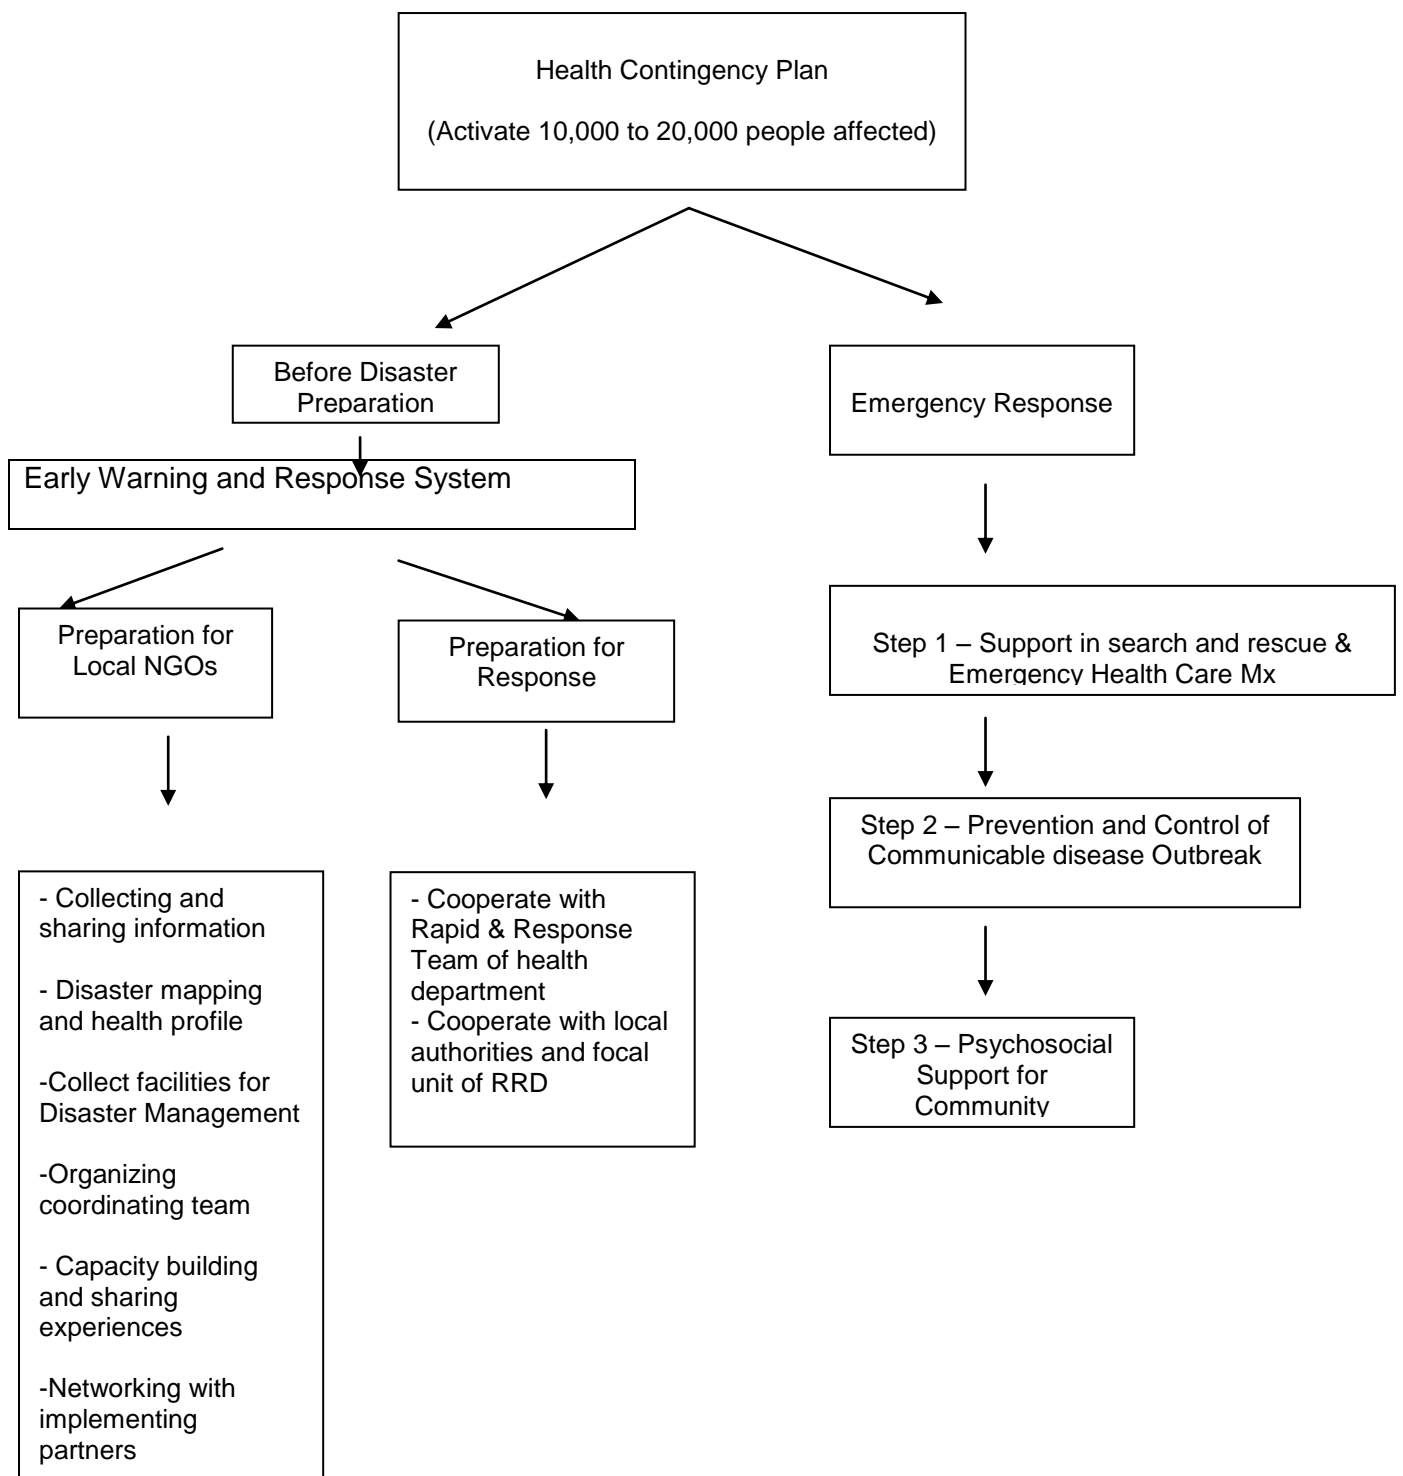 Health Contingency Plan
(Activate 10,000 to 20,000 people affected)
Before Disaster
Preparation
Emergency Response
Early Warning and Response System
Preparation for
Local NGOs
Preparation for
Response
Step 1 – Support in search and rescue &
Emergency Health Care Mx
Step 2 – Prevention and Control of
Communicable disease Outbreak
Step 3 – Psychosocial
Support for
Community
- Collecting and
sharing information
- Disaster mapping
and health profile
-Collect facilities for
Disaster Management
-Organizing
coordinating team
- Capacity building
and sharing
experiences
-Networking with
implementing
partners
- Cooperate with
Rapid & Response
Team of health
department
- Cooperate with local
authorities and focal
unit of RRD